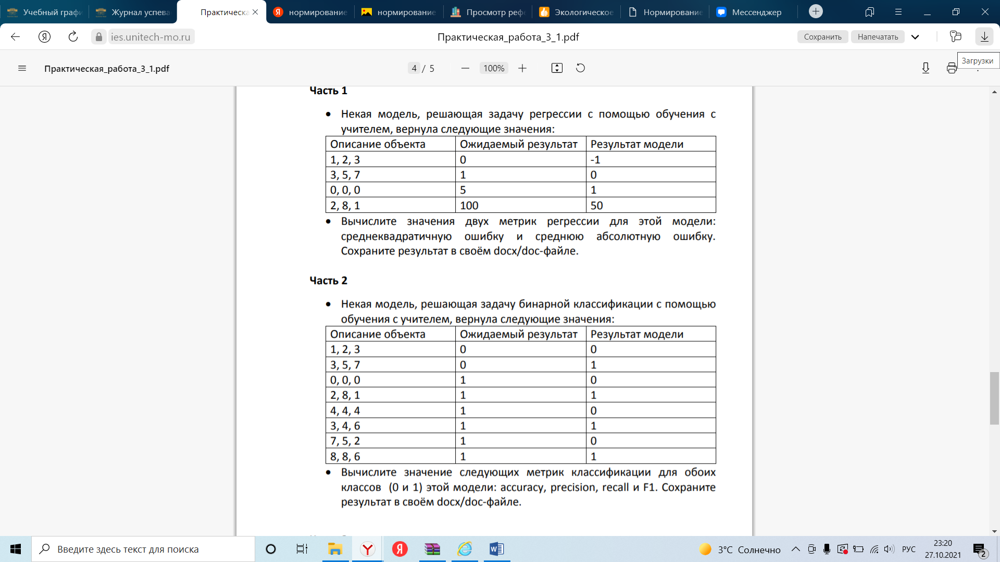 Учебный графи
Журнал успева
Практическа
нормирование
нормирование
Просмотр реф
Экологическое
Нормирование
Мессенджер
ies.unitech-mo.ru
Практическая_работа_3_1.pdf
Сохранить
Напечатать
Загрузки
Практическая_работа_3_1.pdf
4 / 5
100%
Часть 1
• Некая модель, решающая задачу регрессии с помощью обучения с
учителем, вернула следующие значения:
Описание объекта Ожидаемый результат Результат модели
1, 2, 3 0 -1
3, 5, 7 1 0
0, 0, 0 5 1
2, 8, 1 100 50
• Вычислите значения двух метрик регрессии для этой модели:
среднеквадратичную ошибку и среднюю абсолютную ошибку.
Сохраните результат в своём docx/doc-файле.
Часть 2
• Некая модель, решающая задачу бинарной классификации с помощью
обучения с учителем, вернула следующие значения:
Описание объекта Ожидаемый результат Результат модели
1, 2, 3 0 0
3, 5, 7 0 1
0, 0, 0 1 0
2, 8, 1 1 1
4, 4, 4 1 0
3, 4, 6 1 1
7, 5, 2 1 0
8, 8, 6 1 1
• Вычислите значение следующих метрик классификации для обоих
классов (0 и 1) этой модели: accuracy, precision, recall и F1. Сохраните
результат в своём docx/doc-файле.
Введите здесь текст для поиска
3°C Солнечно
РУС
23:20
27.10.2021
2